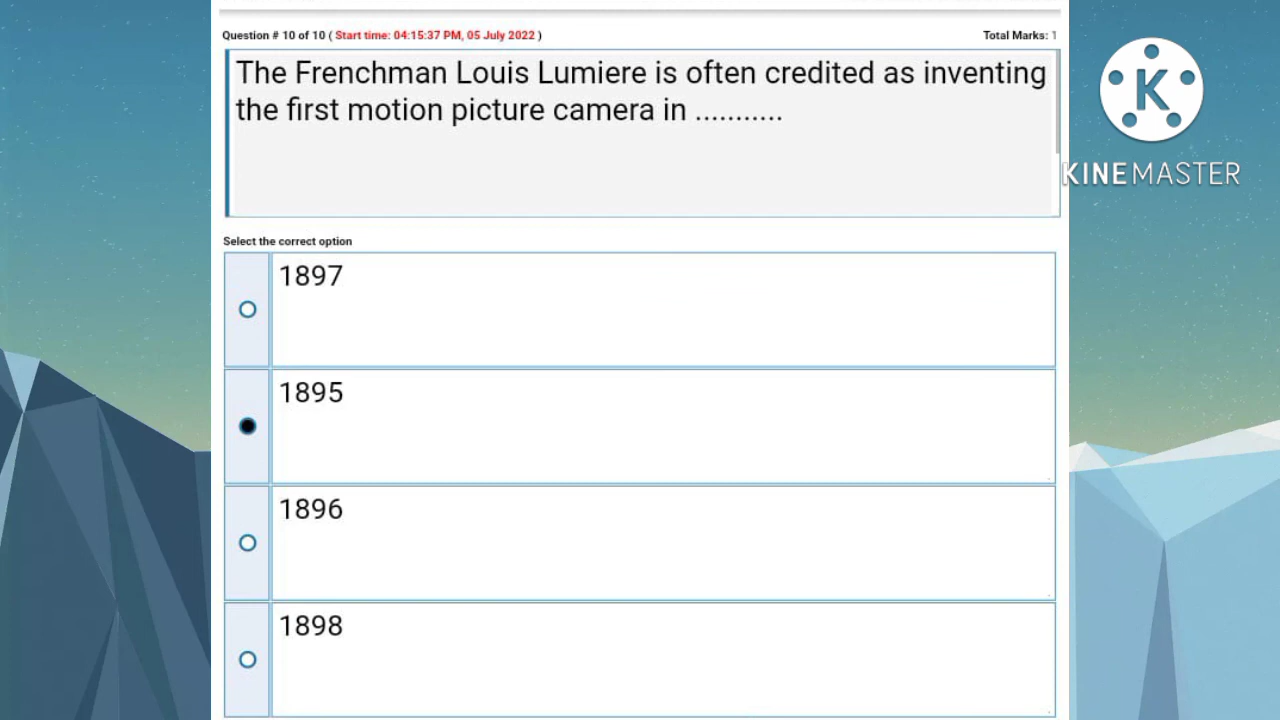 Question # 10 of 10 ( Start time: 04:15:37 PM, 05 July 2022 ) Total Marks: 1
The Frenchman Louis Lumiere is often credited as inventing
the first motion picture camera in ...........
Select the correct option
1897
1895
1896
1898
K
KINEMASTER